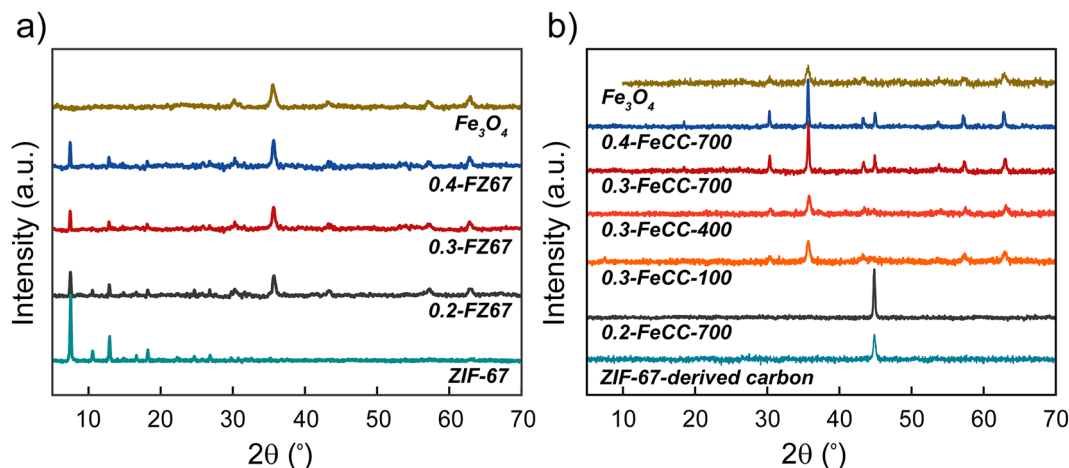 a)
Intensity (a.u.)
Fe3O4
0.4-FZ67
0.3-FZ67
0.2-FZ67
ZIF-67
10 20 30 40 50 60 70
2θ (°)
b)
Intensity (a.u.)
Fe3O4
0.4-FeCC-700
0.3-FeCC-700
0.3-FeCC-400
0.3-FeCC-100
0.2-FeCC-700
ZIF-67-derived carbon
10 20 30 40 50 60 70
2θ (°)